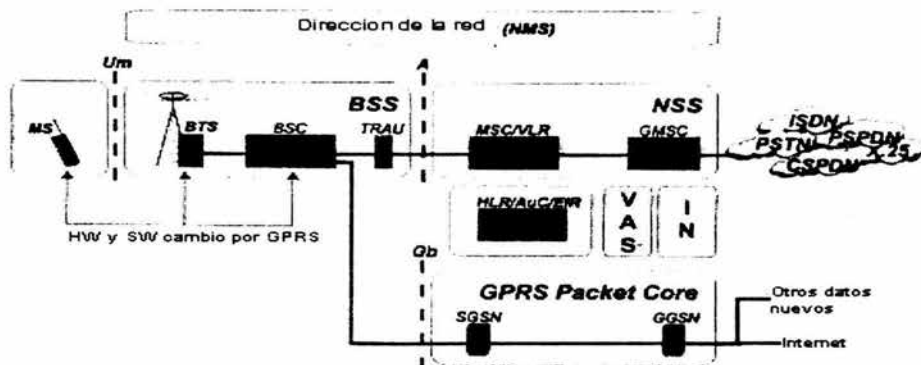 Direccion de la red (NMS)
Um
A
BSS
NSS
MS
BTS
BSC
TRAU
MSC/VLR
GMSC
ISDN
PSTN
PSPDN
X.25
CSPDN
HLR/AuC/EIR
VAS
IN
HW y SW cambio por GPRS
Gb
GPRS Packet Core
SGSN
GGSN
Otros datos
nuevos
Internet